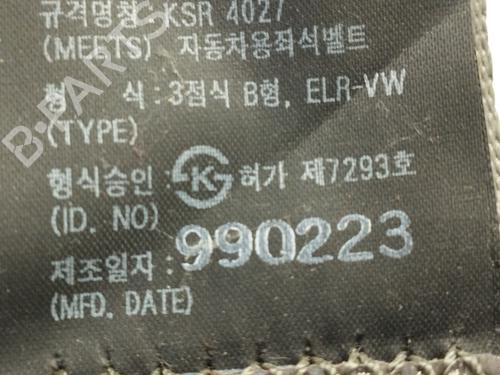 규격명칭 KSR 4027
(MEETS) 자동차용좌석벨트
형 식 : 3점식 B형, ELR-VW
(TYPE)
형식승인 : K 허가 제7293호
(ID. NO)
제조일자 : 990223
(MFD. DATE)
B-PARTS